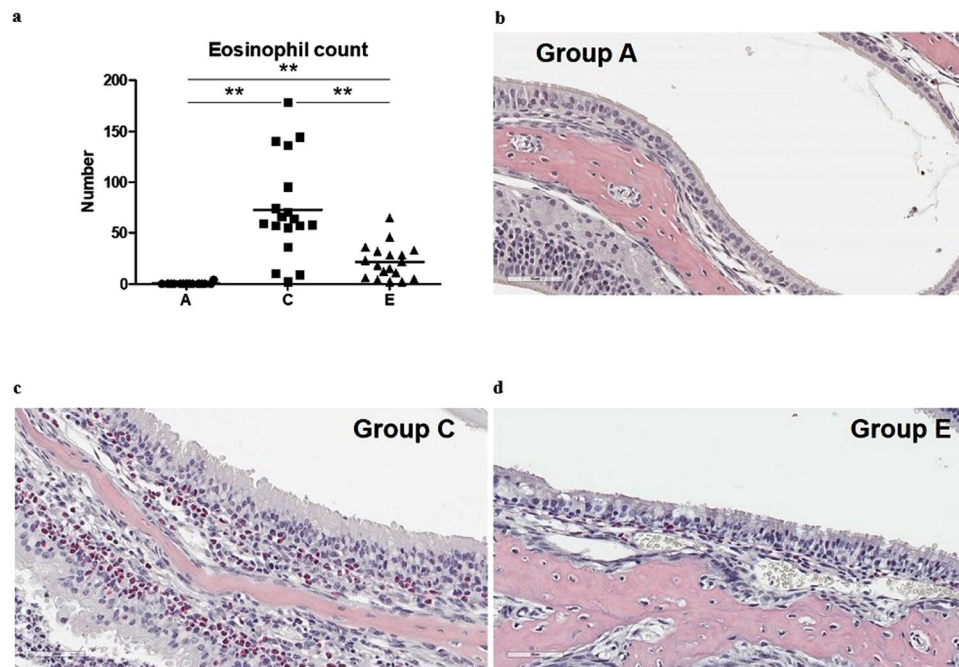 a
Eosinophil count
**
** **
200
150
100
50
0
Number
A C E
b
Group A
c
Group C
d
Group E